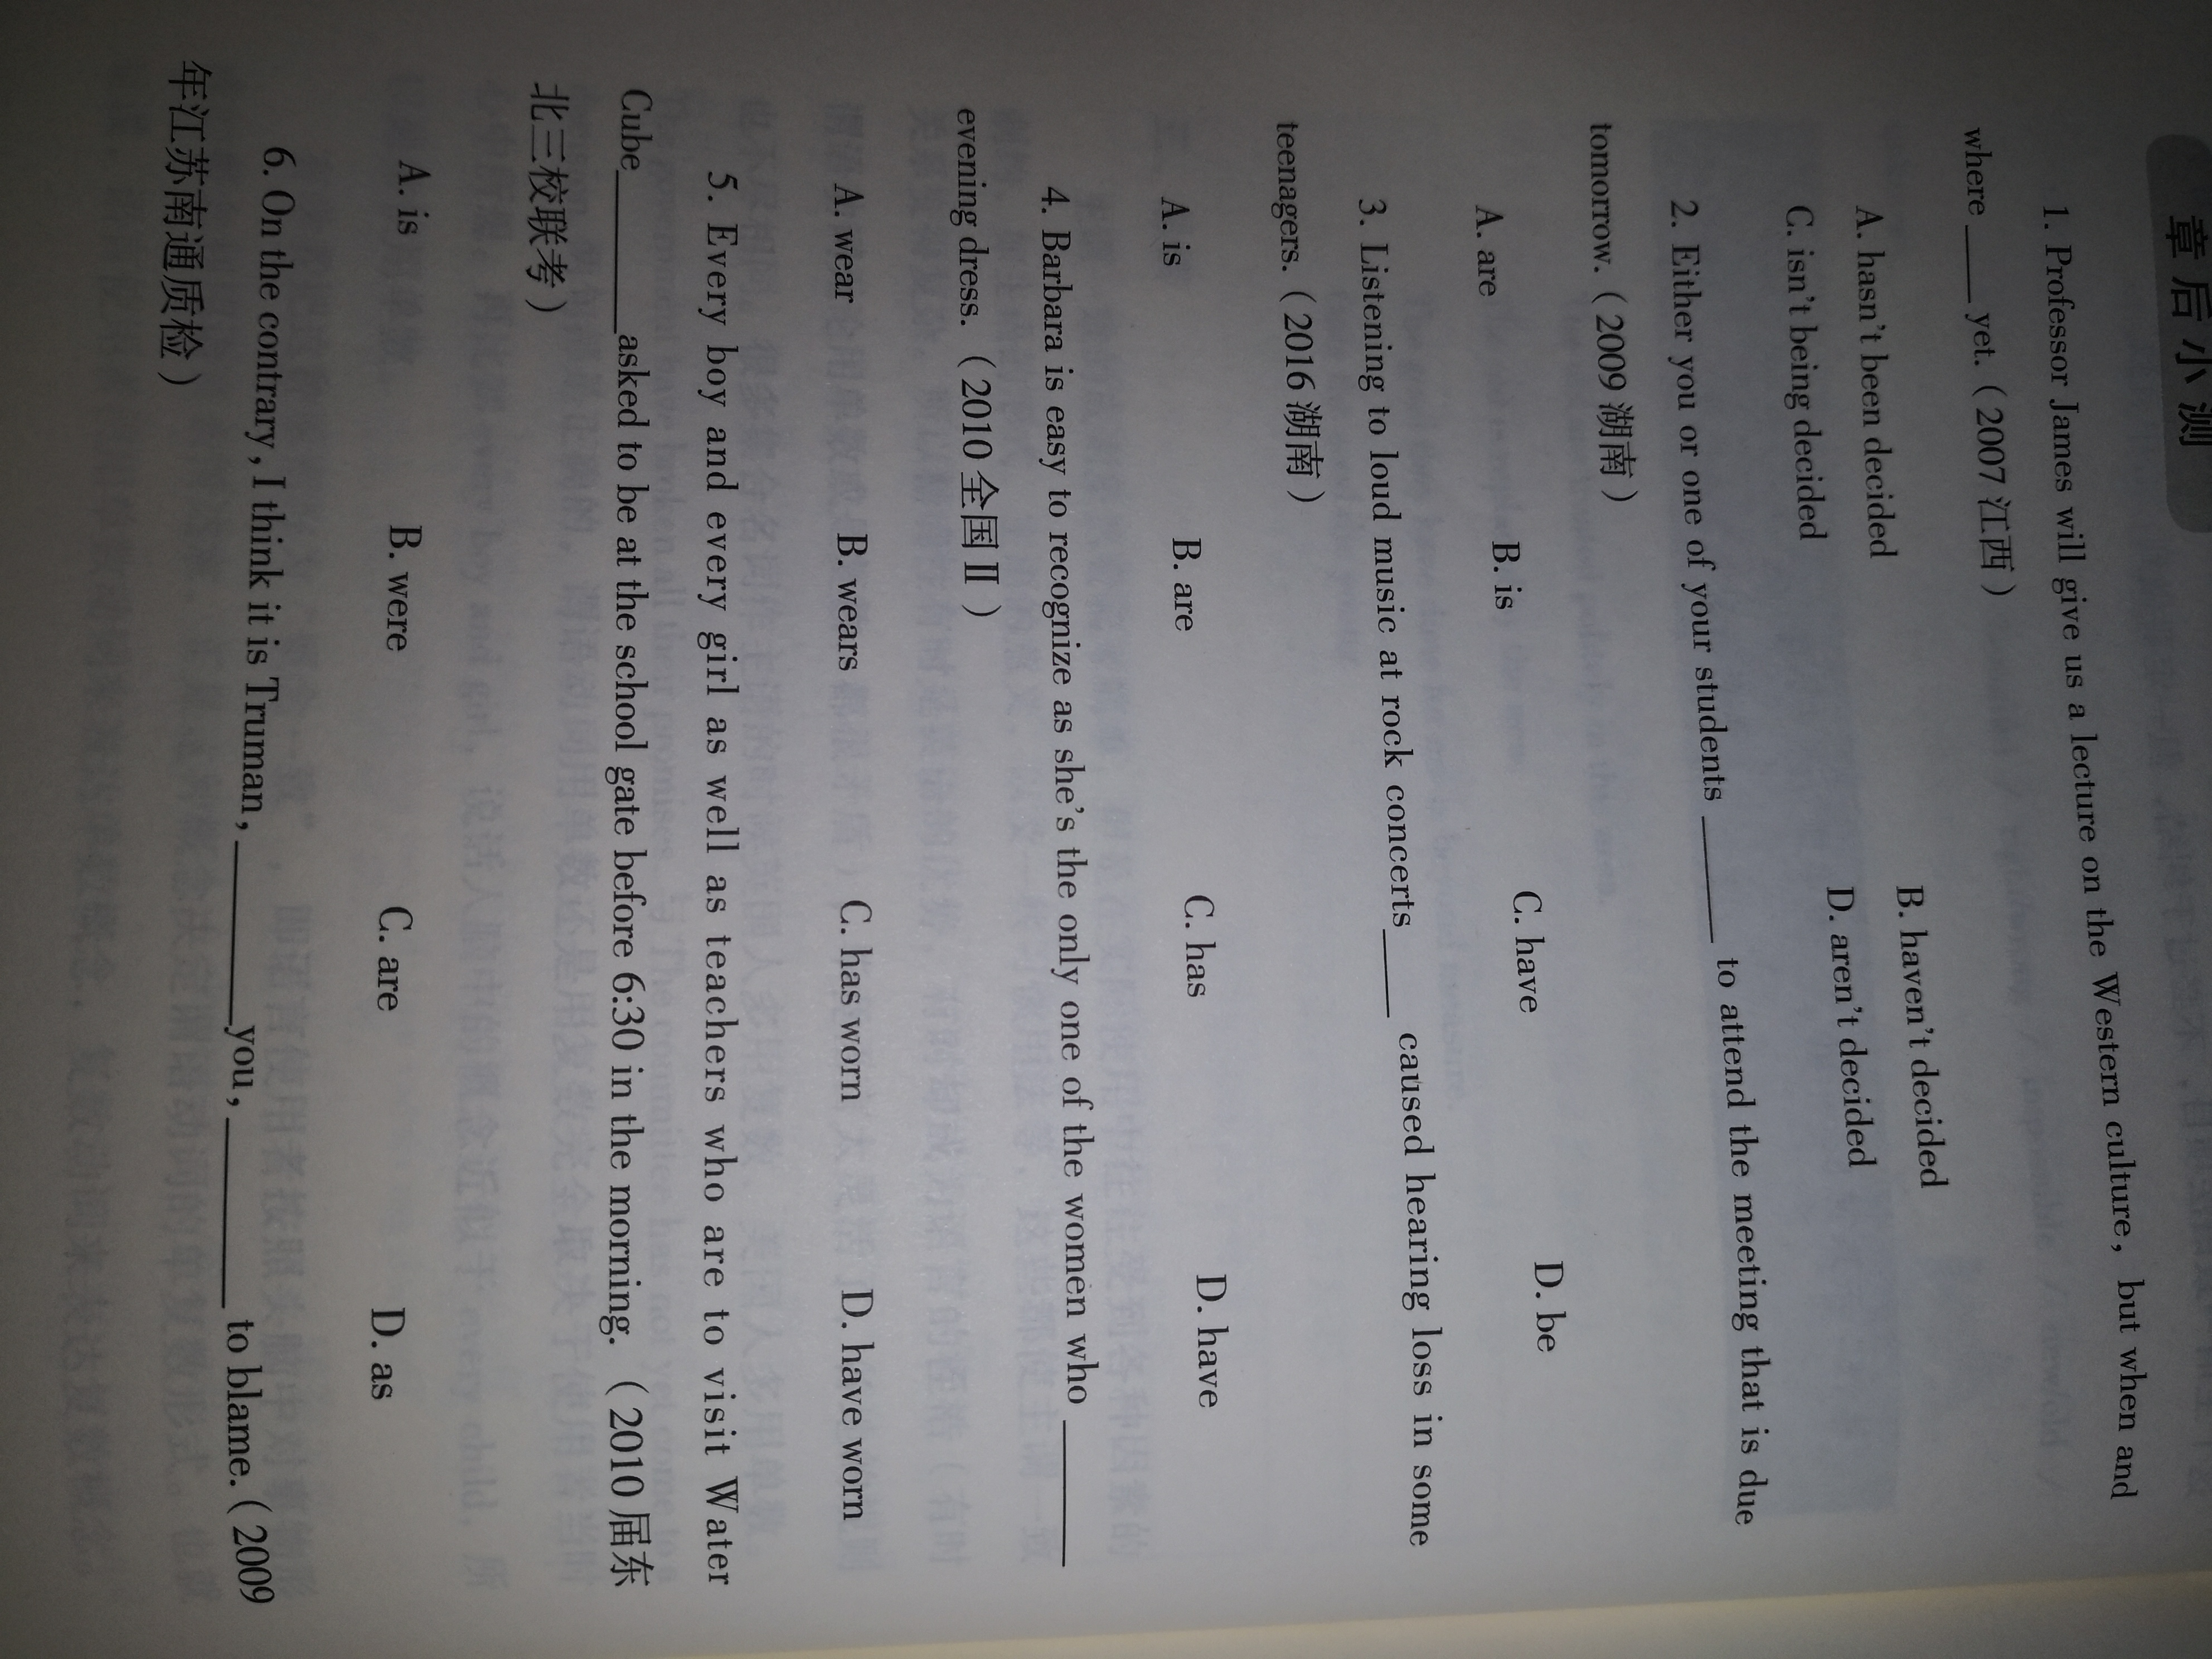 章后小测
1. Professor James will give us a lecture on the Western culture, but when and
where ____ yet.（2007 江西）
A. hasn't been decided
B. haven't decided
C. isn't being decided
D. aren't decided
2. Either you or one of your students ______ to attend the meeting that is due
tomorrow.（2009 湖南）
A. are B. is C. have D. be
3. Listening to loud music at rock concerts____ caused hearing loss in some
teenagers.（2016 湖南）
A. is B. are C. has D. have
4. Barbara is easy to recognize as she's the only one of the women who _______
evening dress.（2010 全国Ⅱ）
A. wear B. wears C. has worn D. have worn
5. Every boy and every girl as well as teachers who are to visit Water
Cube________asked to be at the school gate before 6:30 in the morning.（2010 届东
北三校联考）
A. is B. were C. are D. as
6. On the contrary, I think it is Truman, _________you, _________ to blame.（2009
年江苏南通质检）